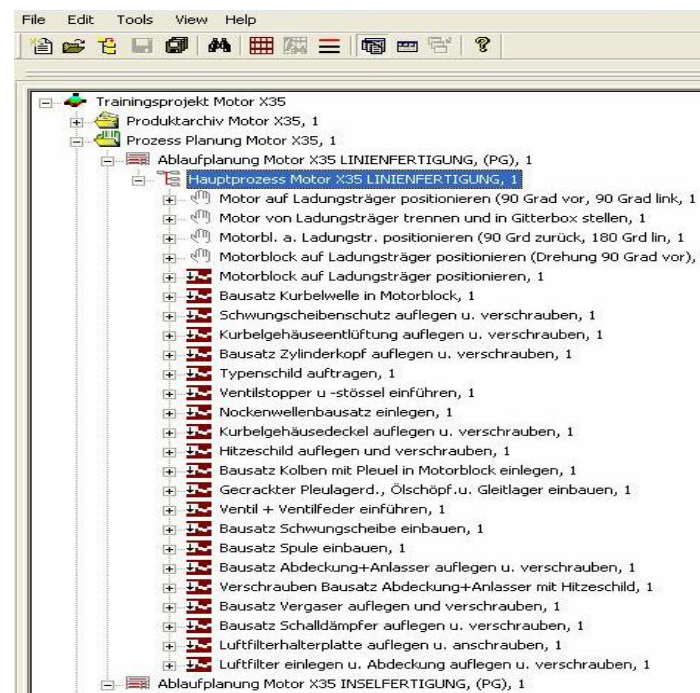 File Edit Tools View Help
Trainingsprojekt Motor X35
Produktarchiv Motor X35, 1
Prozess Planung Motor X35, 1
Ablaufplanung Motor X35 LINIENFERTIGUNG, (PG), 1
Hauptprozess Motor X35 LINIENFERTIGUNG, 1
Motor auf Ladungsträger positionieren (90 Grad vor, 90 Grad link, 1
Motor von Ladungsträger trennen und in Gitterbox stellen, 1
Motorbl. a. Ladungstr. positionieren (90 Grd zurück, 180 Grd lin, 1
Motorblock auf Ladungsträger positionieren (Drehung 90 Grad vor),
Motorblock auf Ladungsträger positionieren, 1
Bausatz Kurbelwelle in Motorblock, 1
Schwungscheibenschutz auflegen u. verschrauben, 1
Kurbelgehäuseentlüftung auflegen u. verschrauben, 1
Bausatz Zylinderkopf auflegen u. verschrauben, 1
Typenschild auftragen, 1
Ventilstopper u -stössel einführen, 1
Nockenwellenbausatz einlegen, 1
Kurbelgehäusedeckel auflegen u. verschrauben, 1
Hitzeschild auflegen und verschrauben, 1
Bausatz Kolben mit Pleuel in Motorblock einlegen, 1
Gecrackter Pleulagerd., Ölschöpf.u. Gleitlager einbauen, 1
Ventil + Ventilfeder einführen, 1
Bausatz Schwungscheibe einbauen, 1
Bausatz Spule einbauen, 1
Bausatz Abdeckung+Anlasser auflegen u. verschrauben, 1
Verschrauben Bausatz Abdeckung+Anlasser mit Hitzeschild, 1
Bausatz Vergaser auflegen und verschrauben, 1
Bausatz Schalldämpfer auflegen u. verschrauben, 1
Luftfilterhalterplatte auflegen u. anschrauben, 1
Luftfilter einlegen u. Abdeckung auflegen u. verschrauben, 1
Ablaufplanung Motor X35 INSELFERTIGUNG, (PG), 1